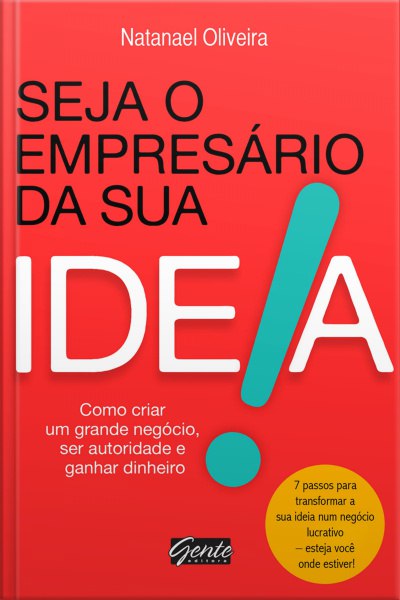 Natanael Oliveira
SEJA O
EMPRESÁRIO
DA SUA
IDE!A
Como criar
um grande negócio,
ser autoridade e
ganhar dinheiro
7 passos para
transformar a
sua ideia num negócio
lucrativo
– esteja você
onde estiver!
Gente
editora